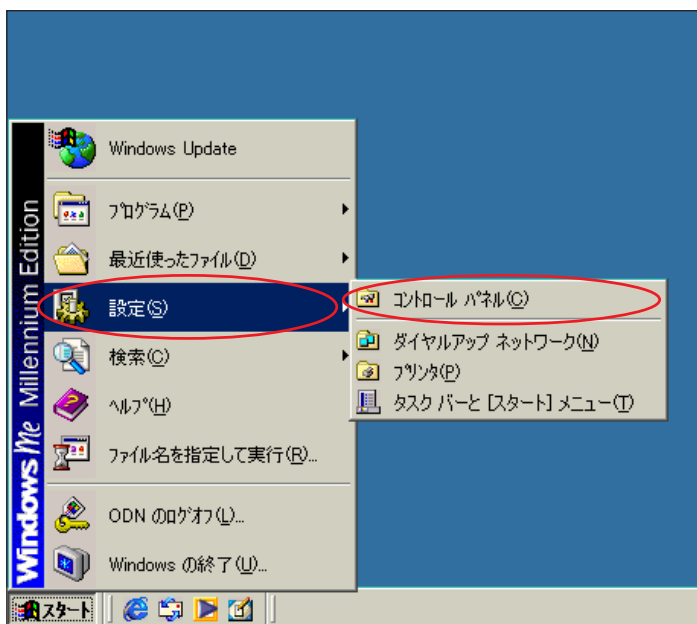 Windows Update
ﾌﾟﾛｸﾞﾗﾑ(P)
最近使ったﾌｧｲﾙ(D)
設定(S)
ｺﾝﾄﾛｰﾙ ﾊﾟﾈﾙ(C)
ダイヤルアップ ネットワーク(N)
検索(C)
ﾌﾟﾘﾝﾀ(P)
ﾍﾙﾌﾟ(H)
タスク バーと [スタート] メニュー(T)
ファイル名を指定して実行(R)...
ODN のﾛｸﾞｵﾌ(L)...
Windows の終了(U)...
Windows Me Millennium Edition
スタート